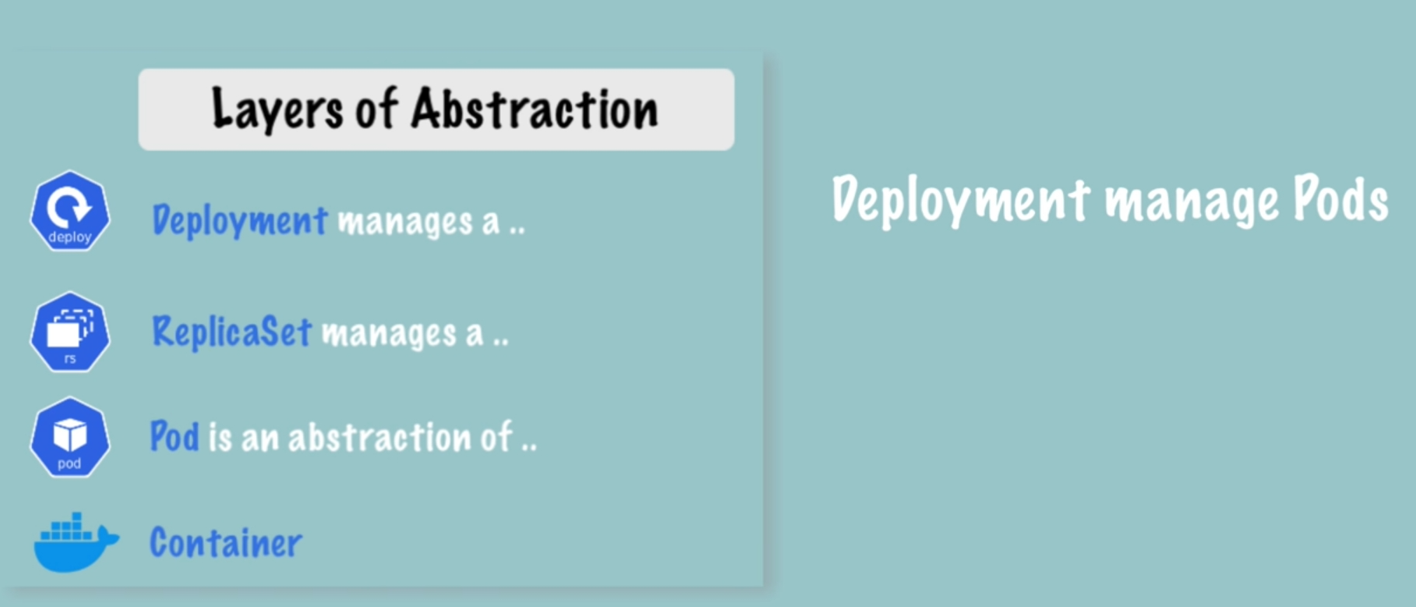 Layers of Abstraction
deploy
Deployment manages a ..
Deployment manage Pods
rs
ReplicaSet manages a ..
pod
Pod is an abstraction of ..
Container